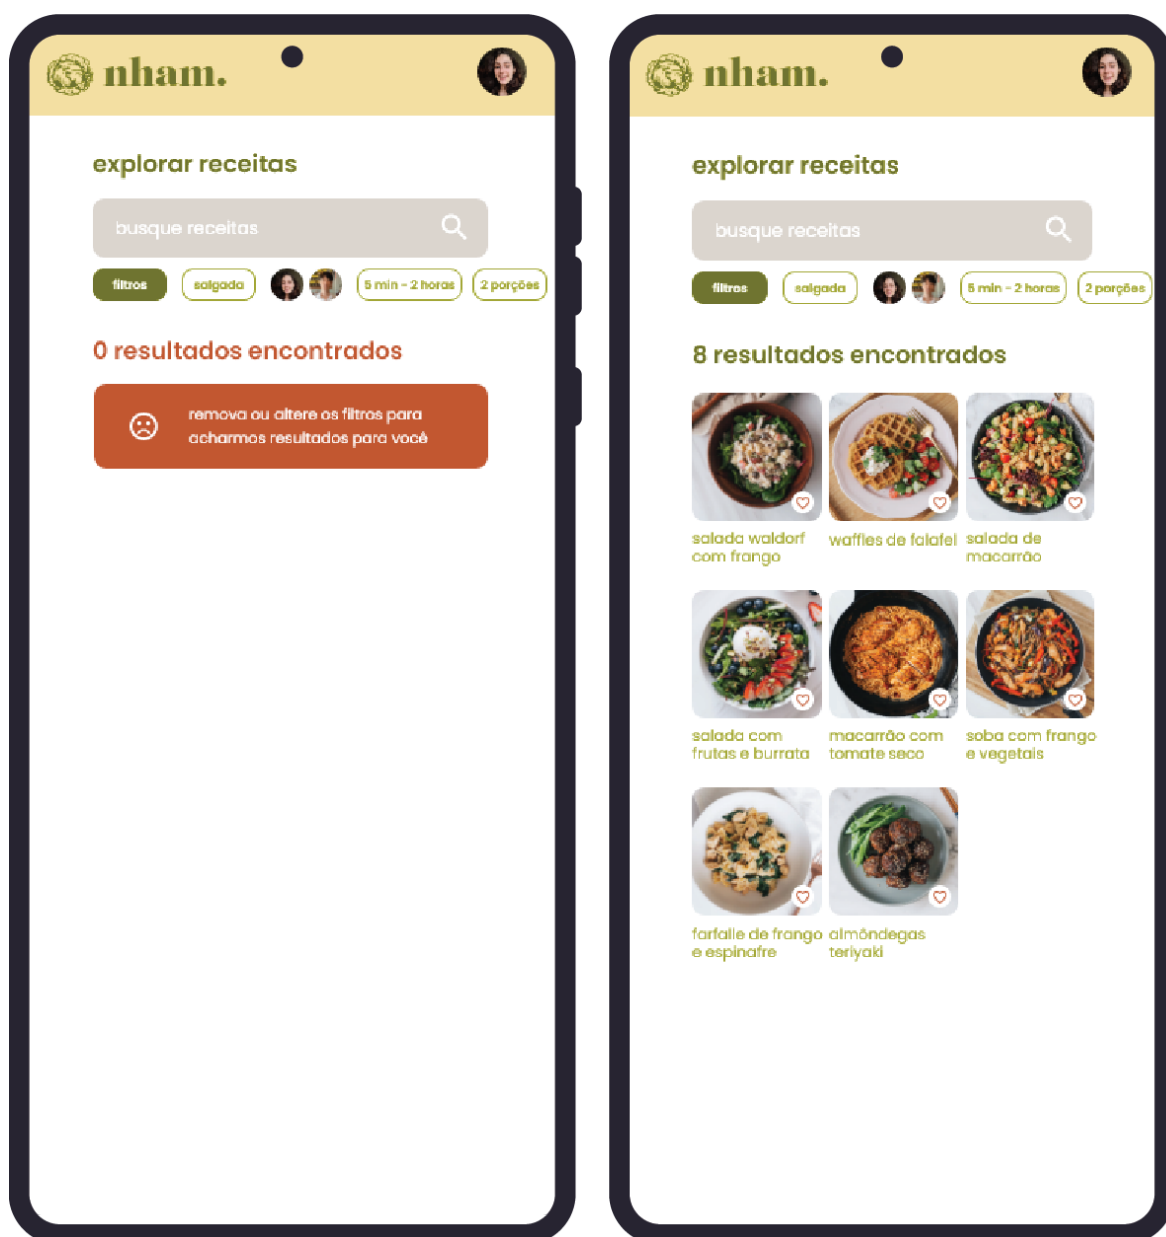 nham.
explorar receitas
busque receitas
filtros salgada 5 min - 2 horas 2 porções
0 resultados encontrados
remova ou altere os filtros para
acharmos resultados para você
nham.
explorar receitas
busque receitas
filtros salgada 5 min - 2 horas 2 porções
8 resultados encontrados
salada waldorf
com frango
waffles de falafel
salada de
macarrão
salada com
frutas e burrata
macarrão com
tomate seco
soba com frango
e vegetais
farfalle de frango
e espinafre
almôndegas
teriyaki